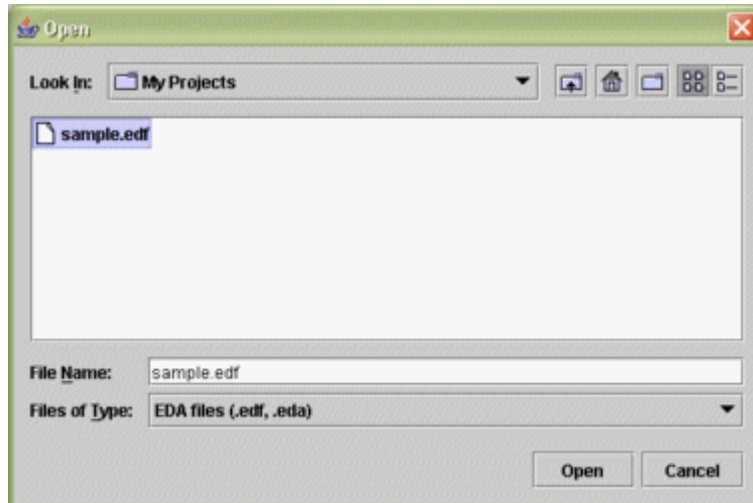 Open
Look In: My Projects
sample.edf
File Name: sample.edf
Files of Type: EDA files (.edf, .eda)
Open Cancel